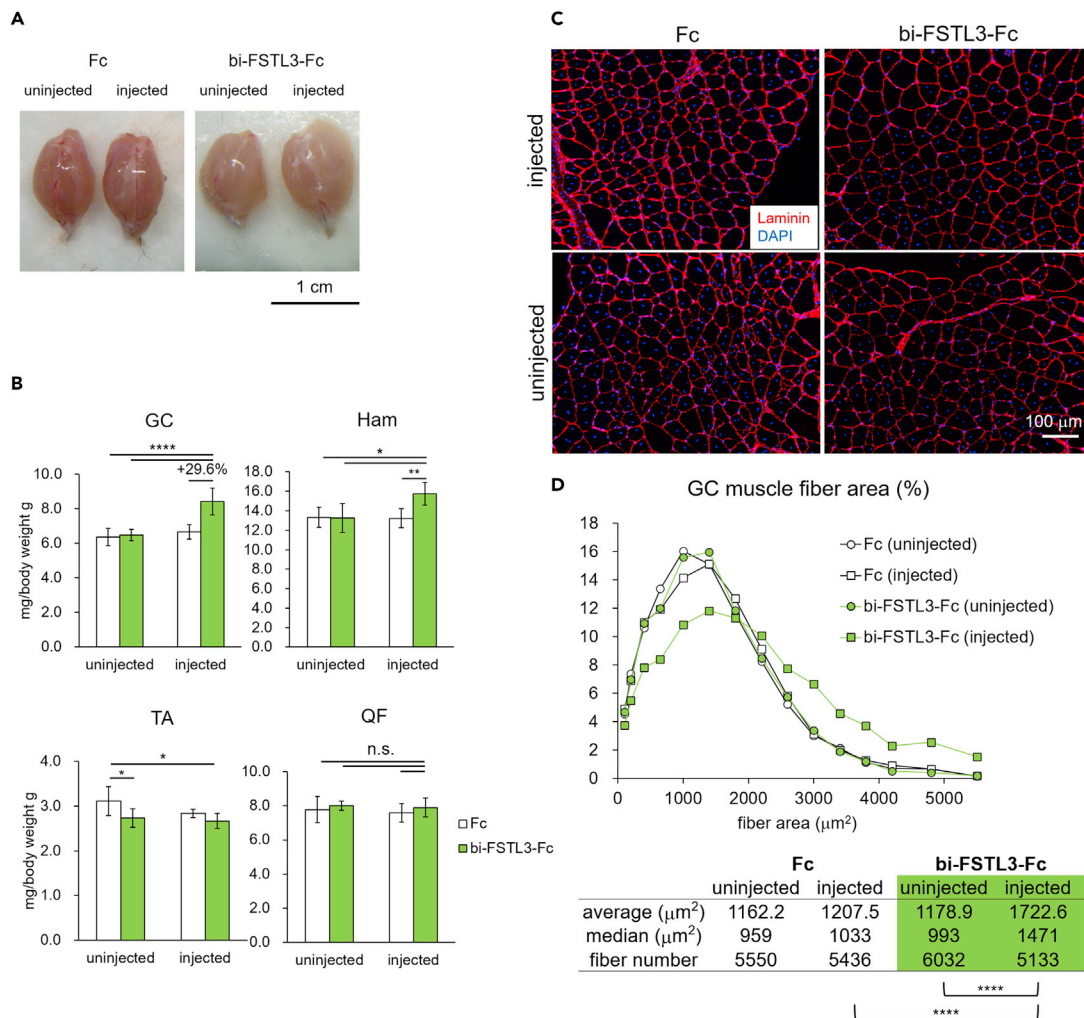 A
Fc
bi-FSTL3-Fc
uninjected
injected
uninjected
injected
1 cm
B
GC
****
+29.6%
10.0
8.0
6.0
4.0
2.0
0.0
mg/body weight g
uninjected
injected
Ham
*
**
18.0
16.0
14.0
12.0
10.0
8.0
6.0
4.0
2.0
0.0
uninjected
injected
TA
*
*
4.0
3.0
2.0
1.0
0.0
mg/body weight g
uninjected
injected
QF
n.s.
10.0
8.0
6.0
4.0
2.0
0.0
uninjected
injected
Fc
bi-FSTL3-Fc
C
Fc
bi-FSTL3-Fc
injected
uninjected
Laminin
DAPI
100 μm
D
GC muscle fiber area (%)
18
16
14
12
10
8
6
4
2
0
0
1000
2000
3000
4000
5000
fiber area (μm²)
Fc (uninjected)
Fc (injected)
bi-FSTL3-Fc (uninjected)
bi-FSTL3-Fc (injected)
Fc bi-FSTL3-Fc
uninjected injected uninjected injected
average (μm²) 1162.2 1207.5 1178.9 1722.6
median (μm²) 959 1033 993 1471
fiber number 5550 5436 6032 5133
****
****